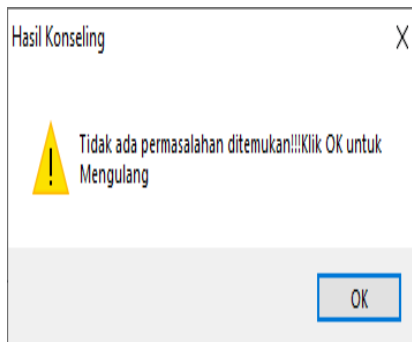 Hasil Konseling
Tidak ada permasalahan ditemukan!!!Klik OK untuk
Mengulang
OK